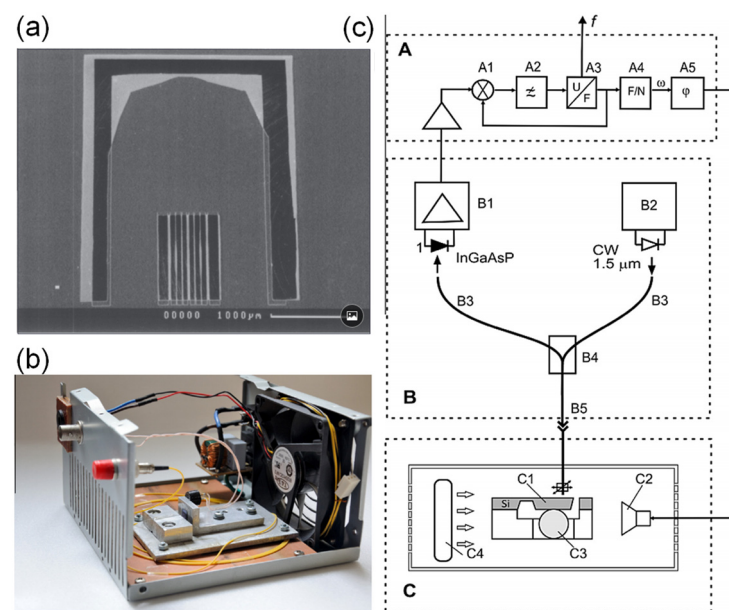 (a)
00000 1000µm
(b)
(c)
f
A
A1 A2 A3 A4 A5
≠
U
F
F/N
ω
φ
B1
B2
1
InGaAsP
CW
1.5 µm
B3
B3
B4
B
B5
C1
C2
Si
C4
C3
C